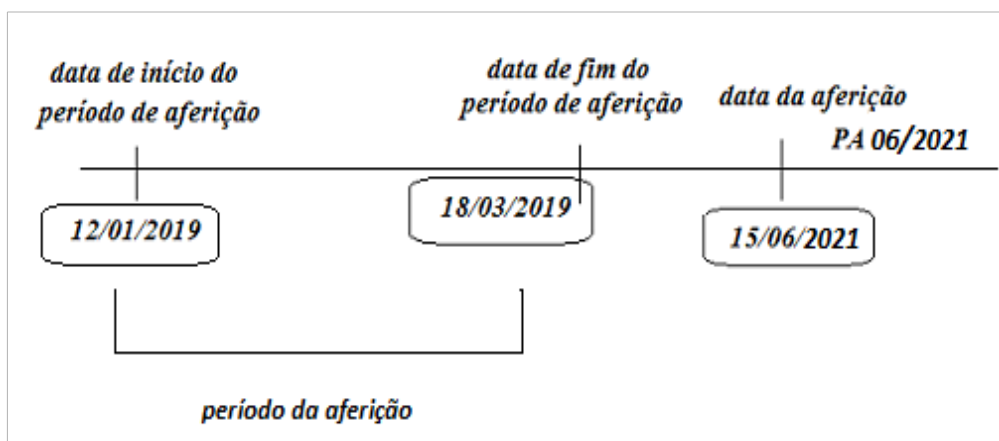 data de início do
período de aferição
data de fim do
período de aferição
data da aferição
PA 06/2021
12/01/2019
18/03/2019
15/06/2021
período da aferição